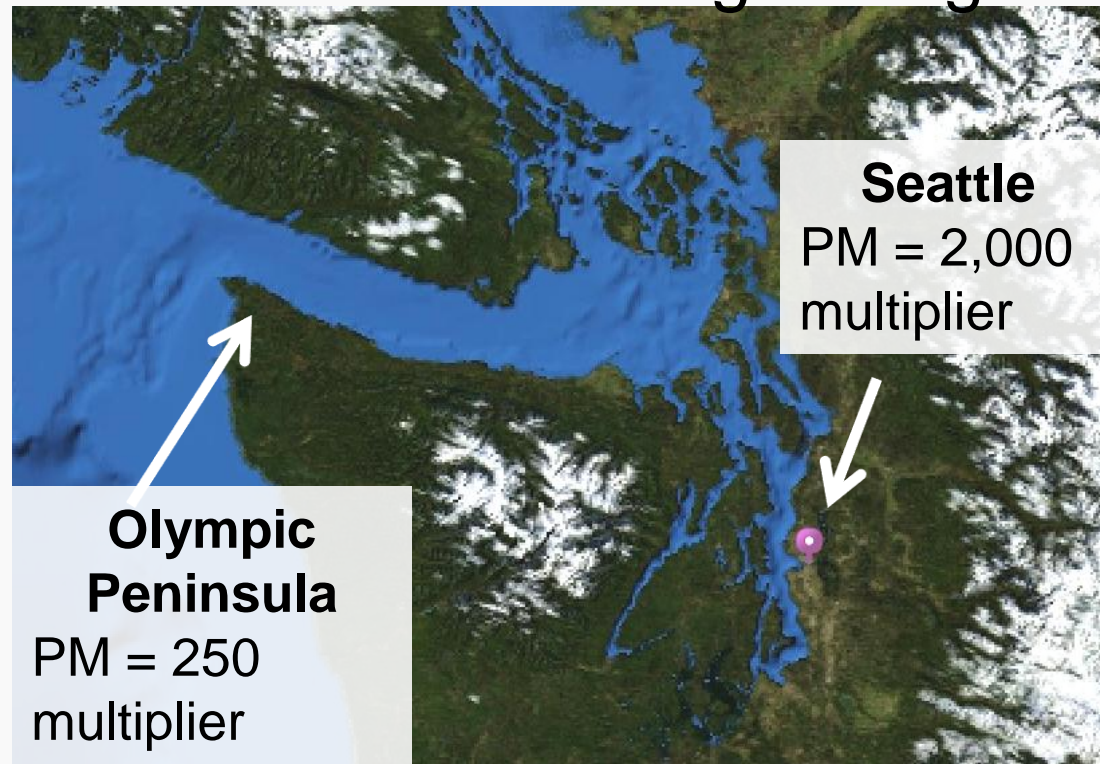 Seattle
PM = 2,000
multiplier
Olympic
Peninsula
PM = 250
multiplier